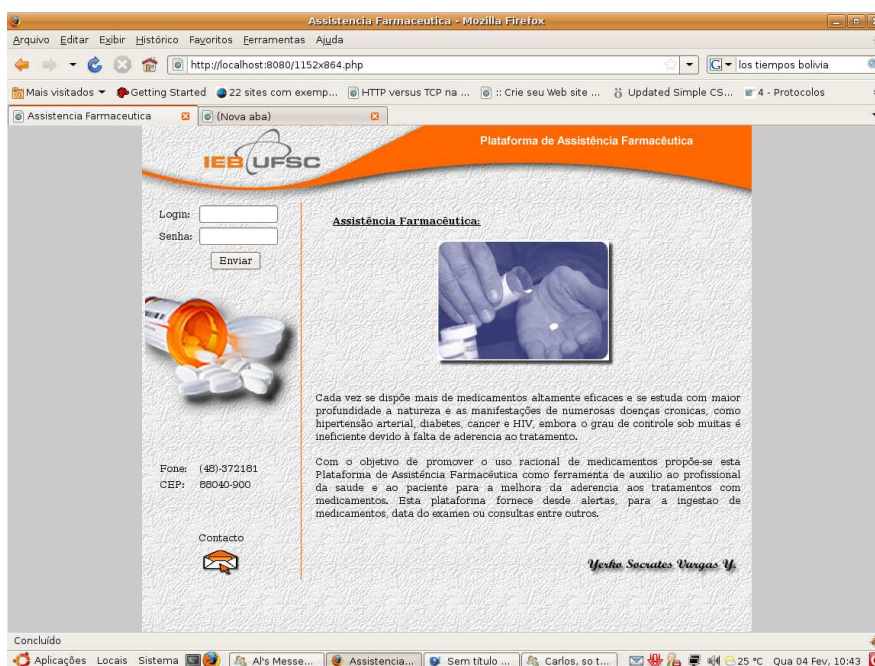 Assistencia Farmaceutica - Mozilla Firefox
Arquivo Editar Exibir Histórico Favoritos Ferramentas Ajuda
http://localhost:8080/1152x864.php
los tiempos bolivia
Mais visitados Getting Started 22 sites com exemp... HTTP versus TCP na ... :: Crie seu Web site ... Updated Simple CS... 4 - Protocolos
Assistencia Farmaceutica (Nova aba)
IEB UFSC
Plataforma de Assistência Farmacêutica
Login:
Senha:
Enviar
Assistência Farmacêutica:
Cada vez se dispõe mais de medicamentos altamente eficaces e se estuda com maior
profundidade a natureza e as manifestações de numerosas doenças cronicas, como
hipertensão arterial, diabetes, cancer e HIV, embora o grau de controle sob muitas é
ineficiente devido à falta de aderencia ao tratamento.
Com o objetivo de promover o uso racional de medicamentos propõe-se esta
Plataforma de Assisténcia Farmacêutica como ferramenta de auxilio ao profissional
da saude e ao paciente para a melhora da aderencia aos tratamentos com
medicamentos. Esta plataforma fornece desde alertas, para a ingestao de
medicamentos, data do examen ou consultas entre outros.
Fone: (48)-372181
CEP: 88040-900
Contacto
Yerko Socrates Vargas Y.
Concluído
Aplicações Locais Sistema Al's Messe... Assistencia... Sem título ... Carlos, so t... 25 °C Qua 04 Fev, 10:43